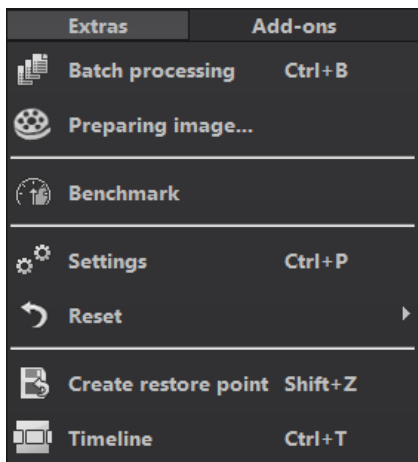 Extras Add-ons
Batch processing Ctrl+B
Preparing image...
Benchmark
Settings Ctrl+P
Reset
Create restore point Shift+Z
Timeline Ctrl+T